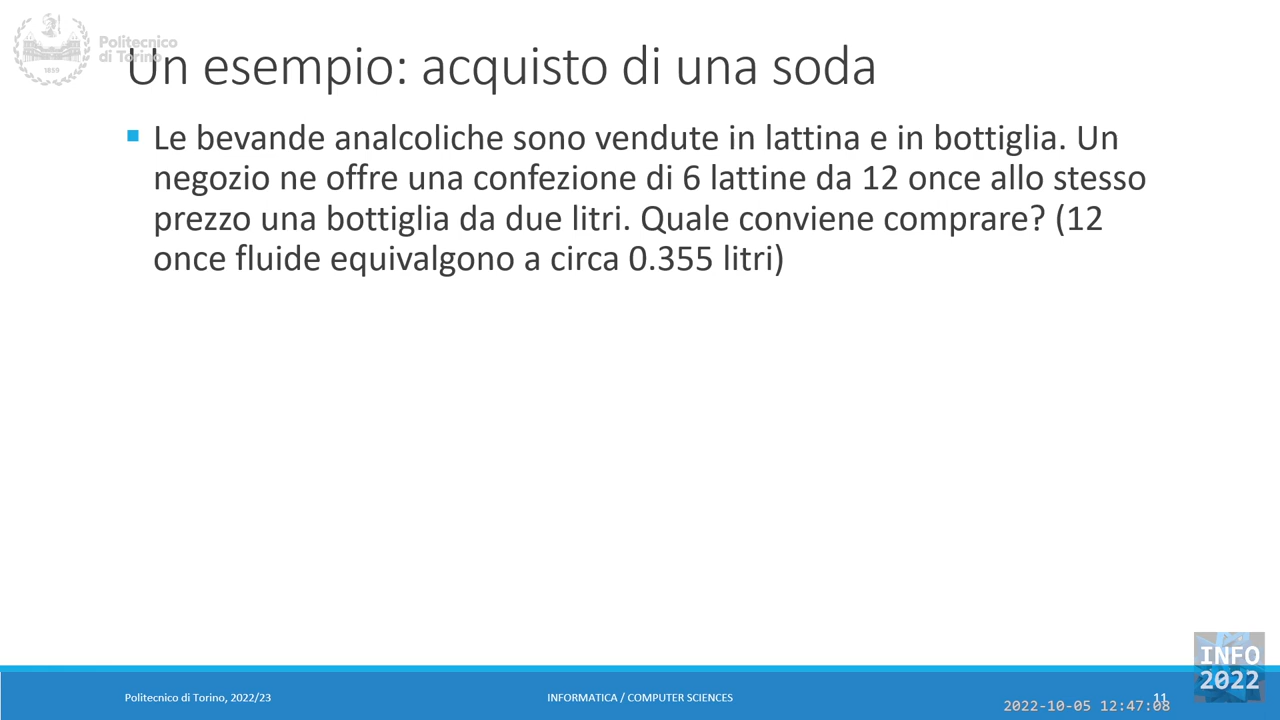 Politecnico
di Torino
1859
Un esempio: acquisto di una soda
Le bevande analcoliche sono vendute in lattina e in bottiglia. Un
negozio ne offre una confezione di 6 lattine da 12 once allo stesso
prezzo una bottiglia da due litri. Quale conviene comprare? (12
once fluide equivalgono a circa 0.355 litri)
Politecnico di Torino, 2022/23
INFORMATICA / COMPUTER SCIENCES
11
INFO
2022
2022-10-05 12:47:08